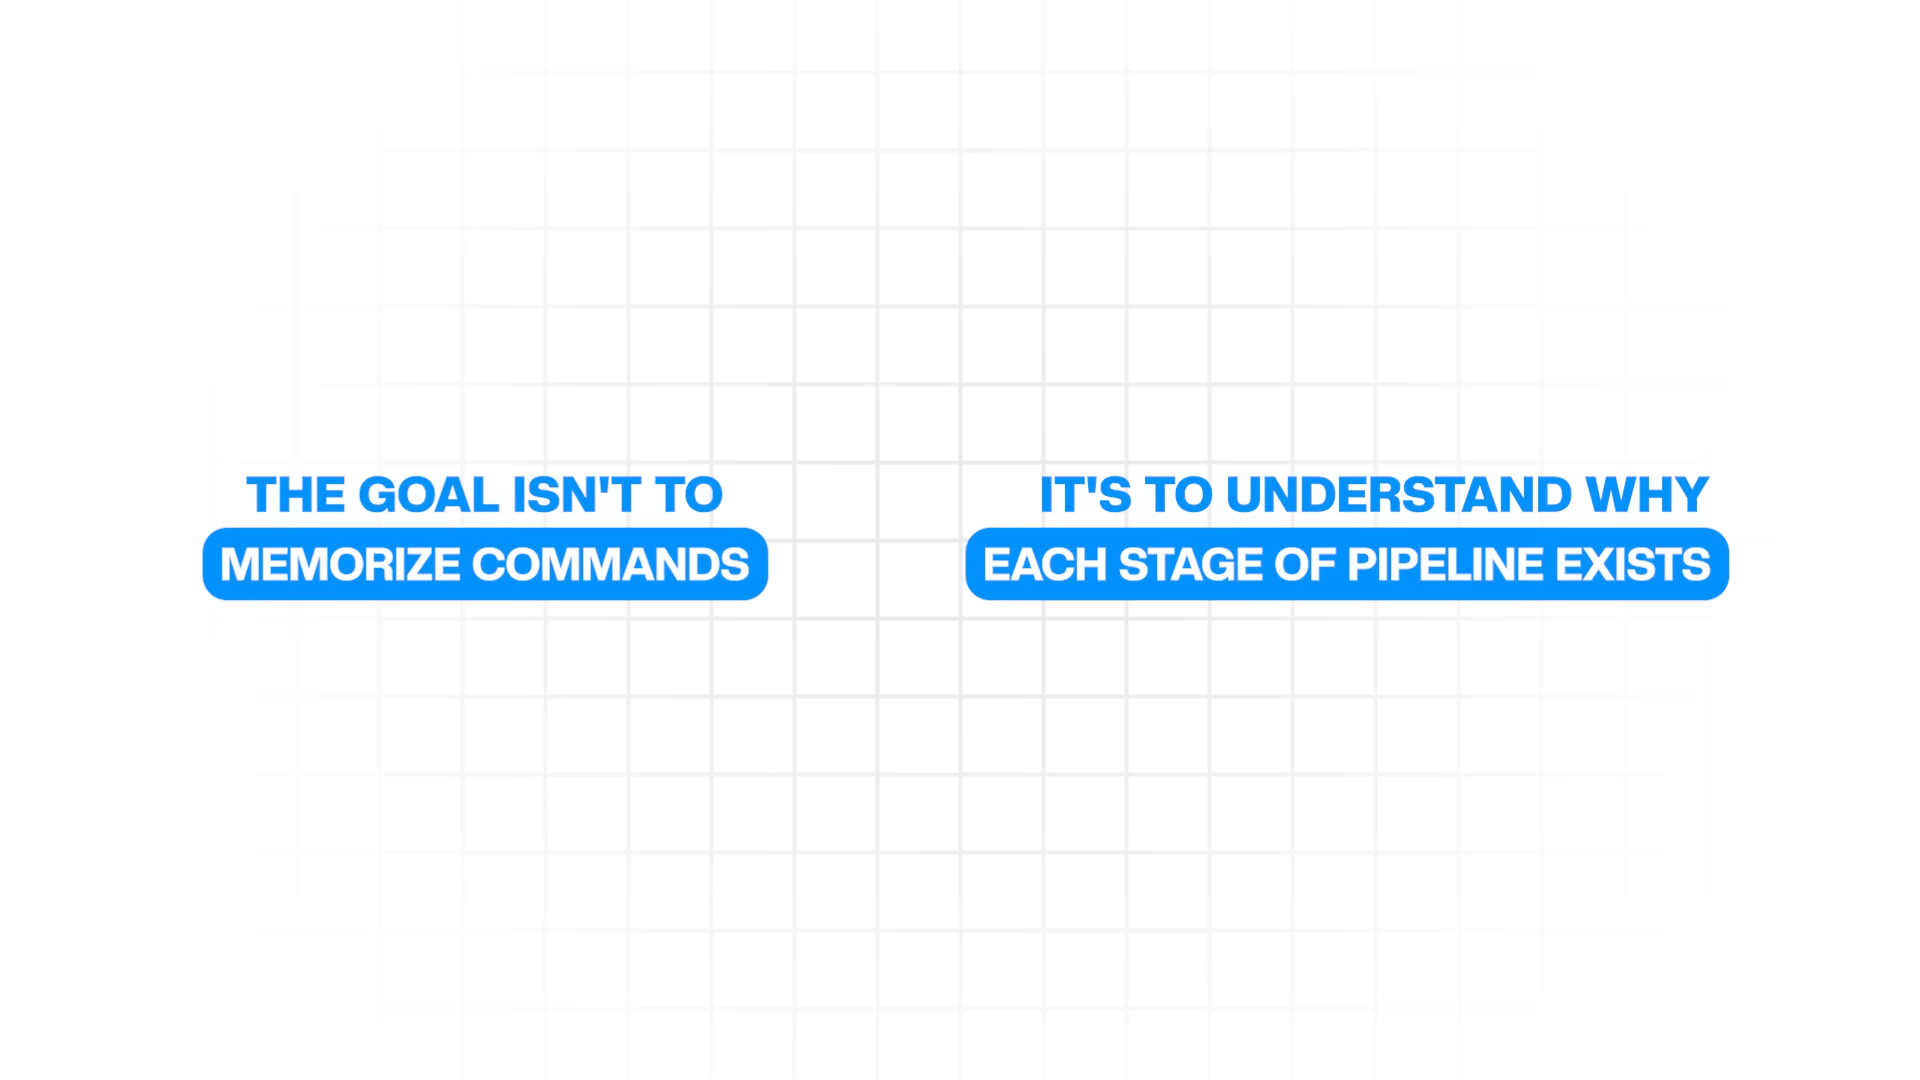 THE GOAL ISN'T TO
MEMORIZE COMMANDS
IT'S TO UNDERSTAND WHY
EACH STAGE OF PIPELINE EXISTS